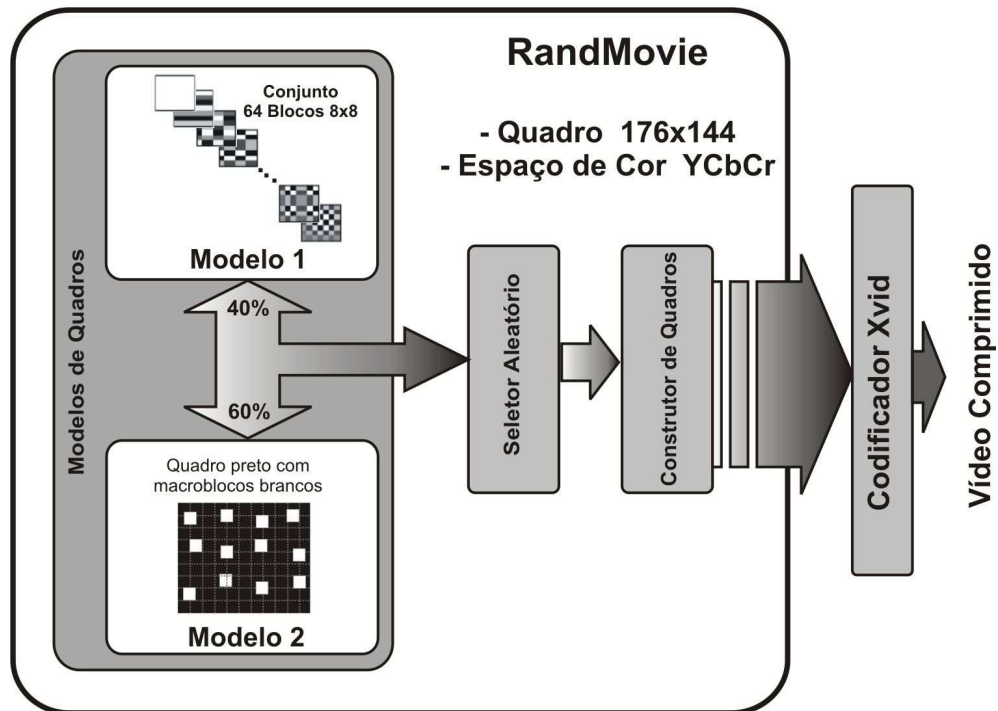 RandMovie
- Quadro 176x144
- Espaço de Cor YCbCr
Modelos de Quadros
Conjunto
64 Blocos 8x8
Modelo 1
40%
60%
Quadro preto com
macroblocos brancos
Modelo 2
Seletor Aleatório
Construtor de Quadros
Codificador Xvid
Vídeo Comprimido